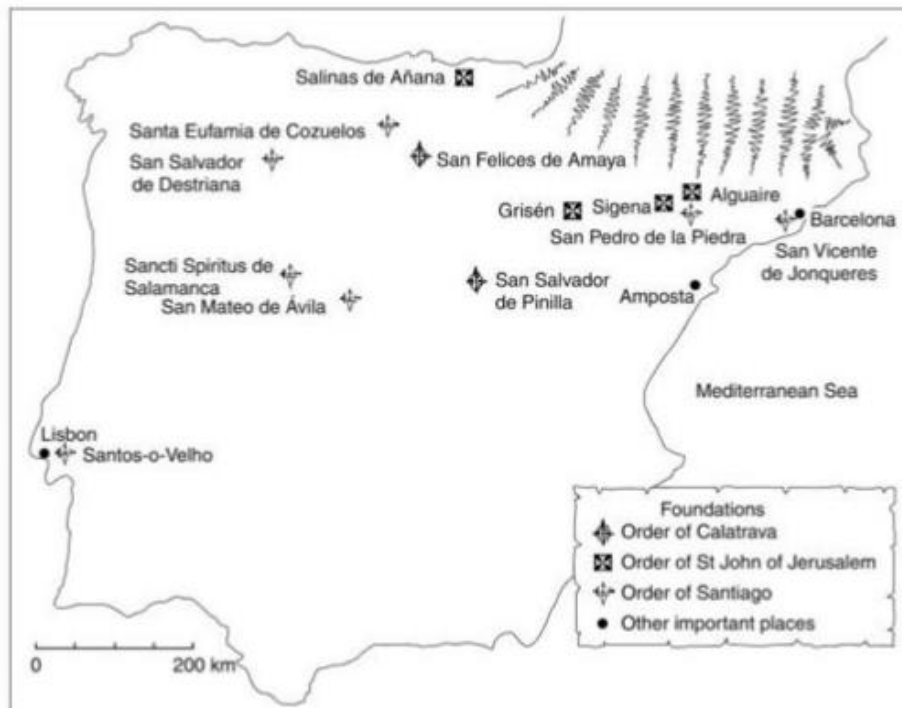 Salinas de Añana
Santa Eufamia de Cozuelos
San Salvador
de Destriana
San Felices de Amaya
Grisén
Sigena
Alguaire
San Pedro de la Piedra
Barcelona
San Vicente
de Jonqueres
Sancti Spiritus de
Salamanca
San Mateo de Ávila
San Salvador
de Pinilla
Amposta
Mediterranean Sea
Lisbon
Santos-o-Velho
Foundations
Order of Calatrava
Order of St John of Jerusalem
Order of Santiago
Other important places
0 200 km